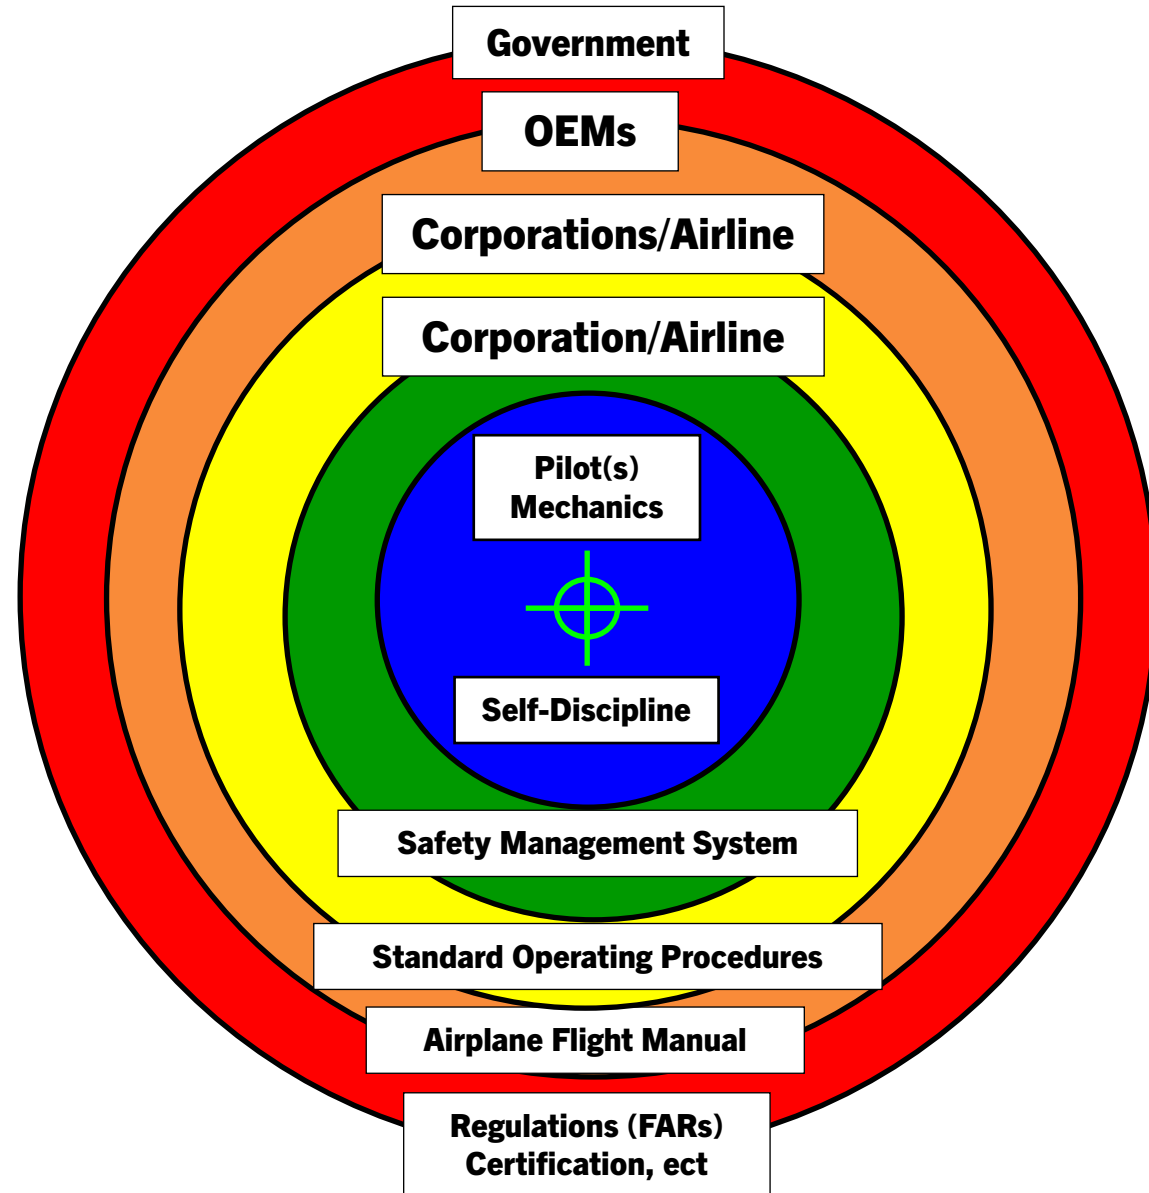 Government
OEMs
Corporations/Airline
Corporation/Airline
Pilot(s)
Mechanics
Self-Discipline
Safety Management System
Standard Operating Procedures
Airplane Flight Manual
Regulations (FARs)
Certification, ect